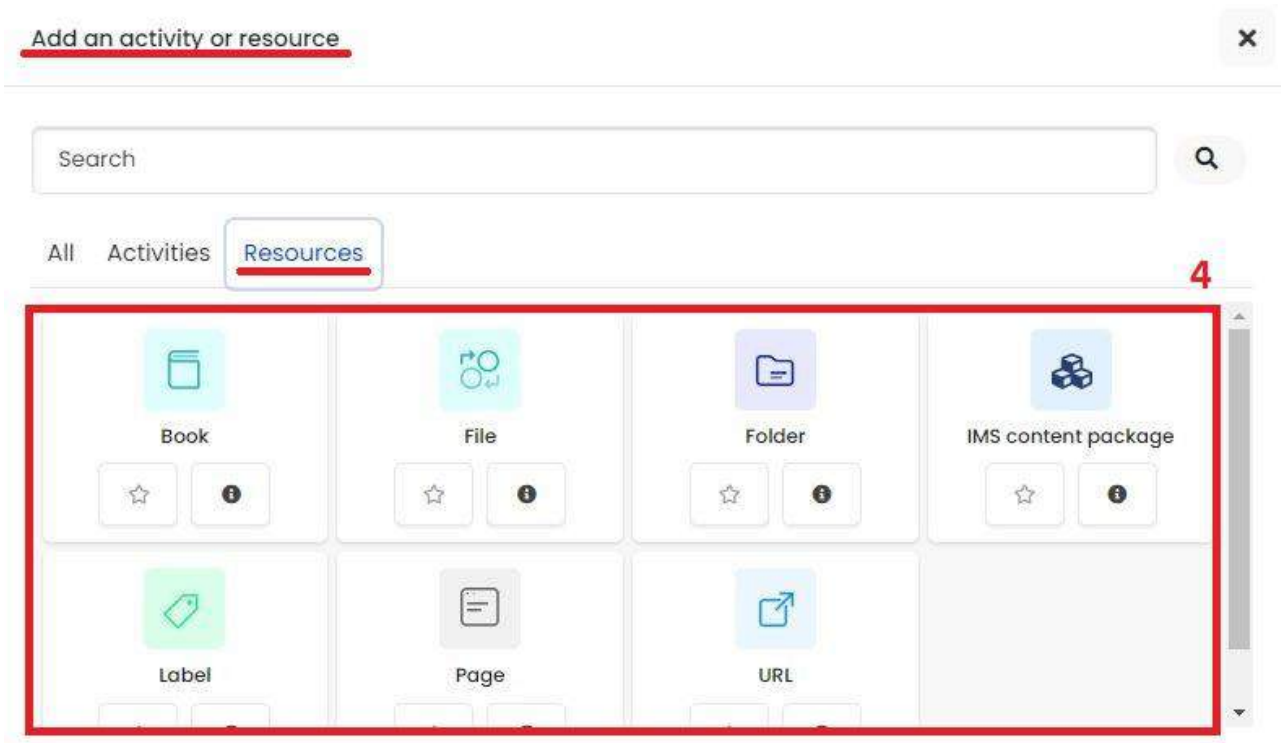 Add an activity or resource
Search
All Activities Resources
4
Book File Folder IMS content package
Label Page URL